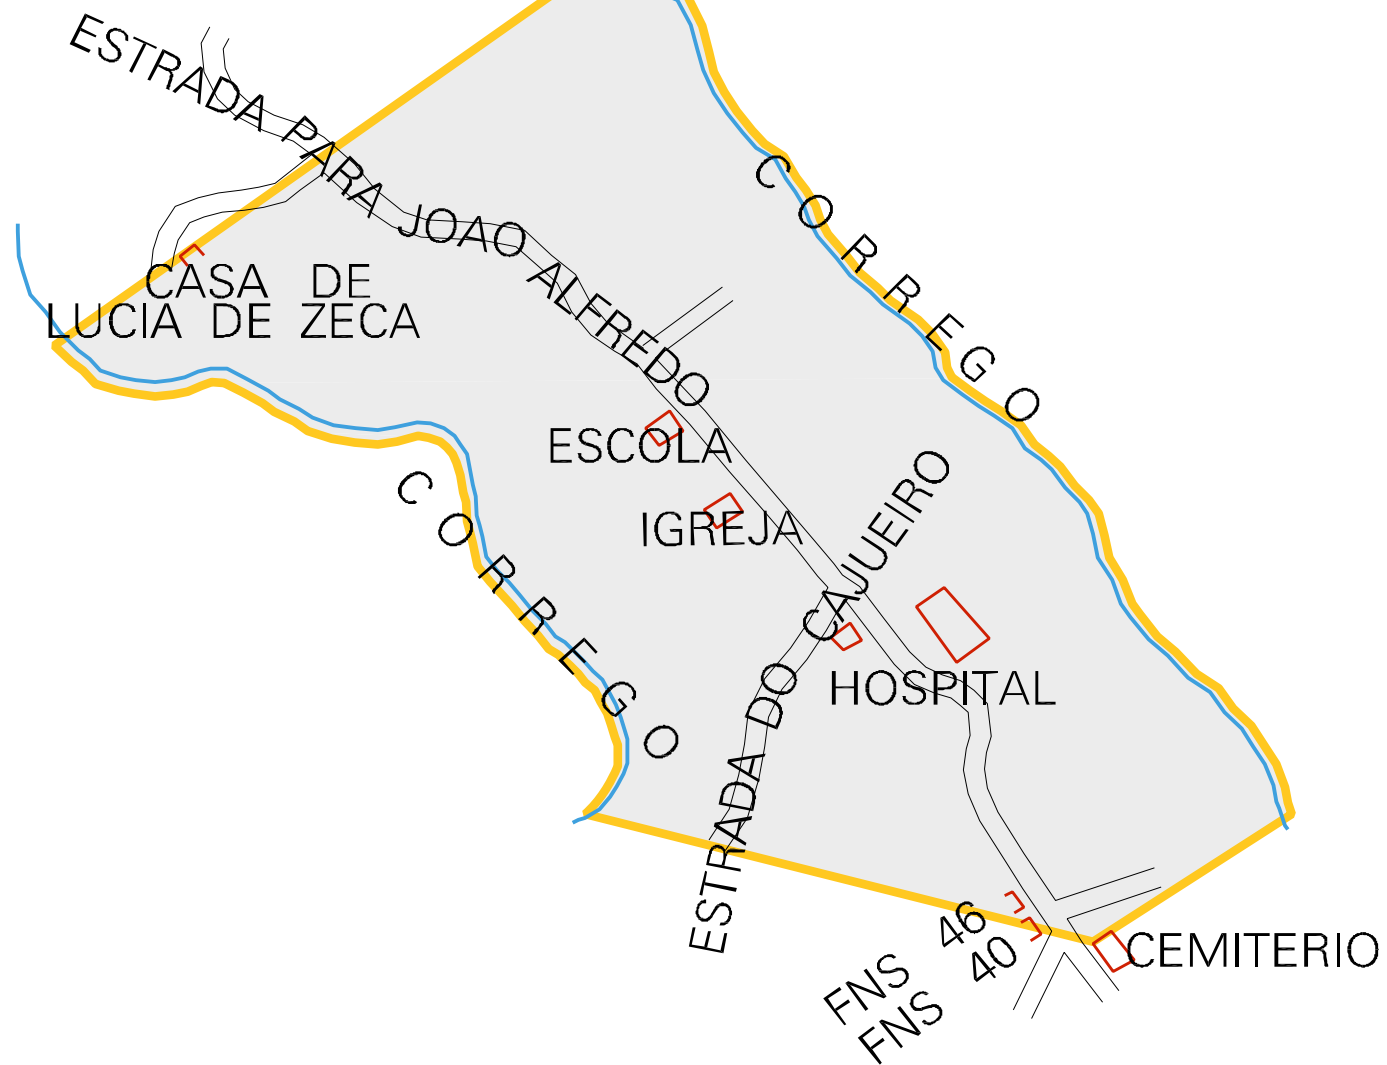 ESTRADA PARA JOAO ALFREDO
CORREGO
CASA DE
LUCIA DE ZECA
ESCOLA
CORREGO
IGREJA
ESTRADA DO CAJUEIRO
HOSPITAL
FNS 46
FNS 40
CEMITERIO